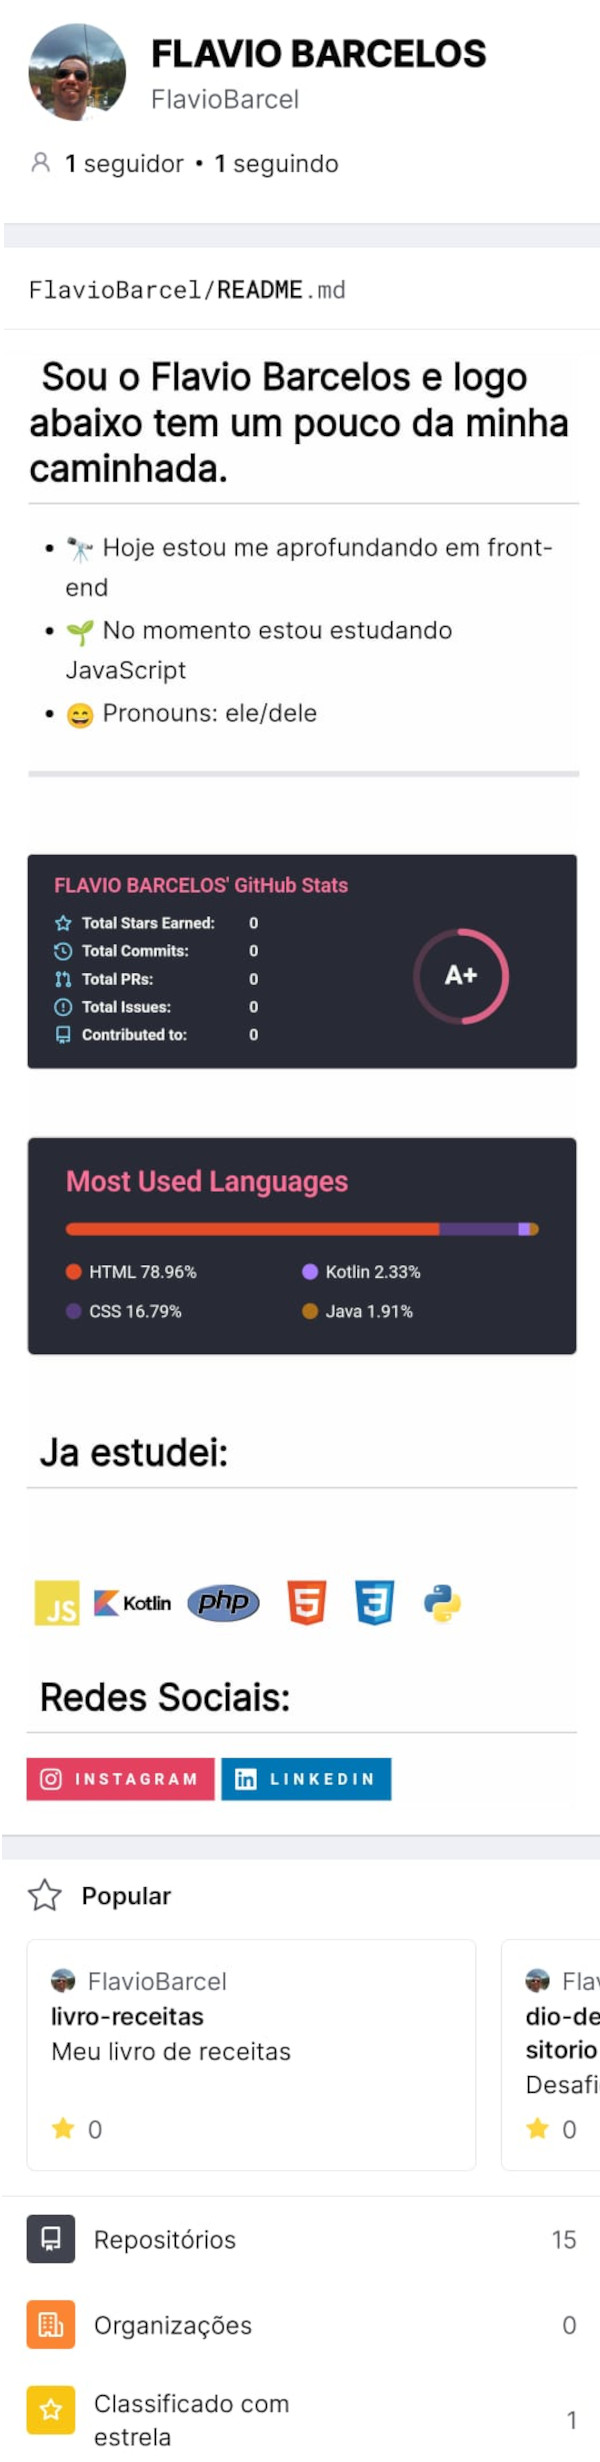 FLAVIO BARCELOS
FlavioBarcel
1 seguidor • 1 seguindo
FlavioBarcel/README.md
Sou o Flavio Barcelos e logo
abaixo tem um pouco da minha
caminhada.
• 🔭 Hoje estou me aprofundando em front-
end
• 🌱 No momento estou estudando
JavaScript
• 😄 Pronouns: ele/dele
FLAVIO BARCELOS' GitHub Stats
Total Stars Earned: 0
Total Commits: 0
Total PRs: 0
Total Issues: 0
Contributed to: 0
A+
Most Used Languages
HTML 78.96% Kotlin 2.33%
CSS 16.79% Java 1.91%
Ja estudei:
JS Kotlin php 5 3
Redes Sociais:
INSTAGRAM in LINKEDIN
Popular
FlavioBarcel
livro-receitas
Meu livro de receitas
0
Flav
dio-de
sitorio
Desafi
0
Repositórios 15
Organizações 0
Classificado com
estrela 1